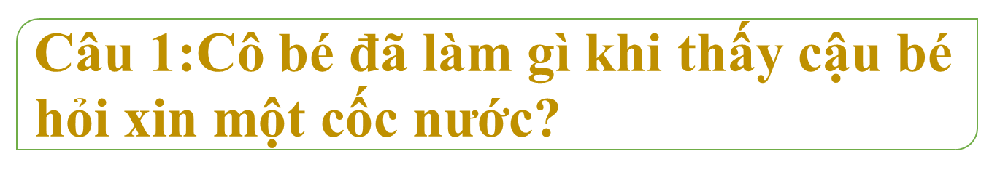 Câu 1:Cô bé đã làm gì khi thấy cậu bé
hỏi xin một cốc nước?